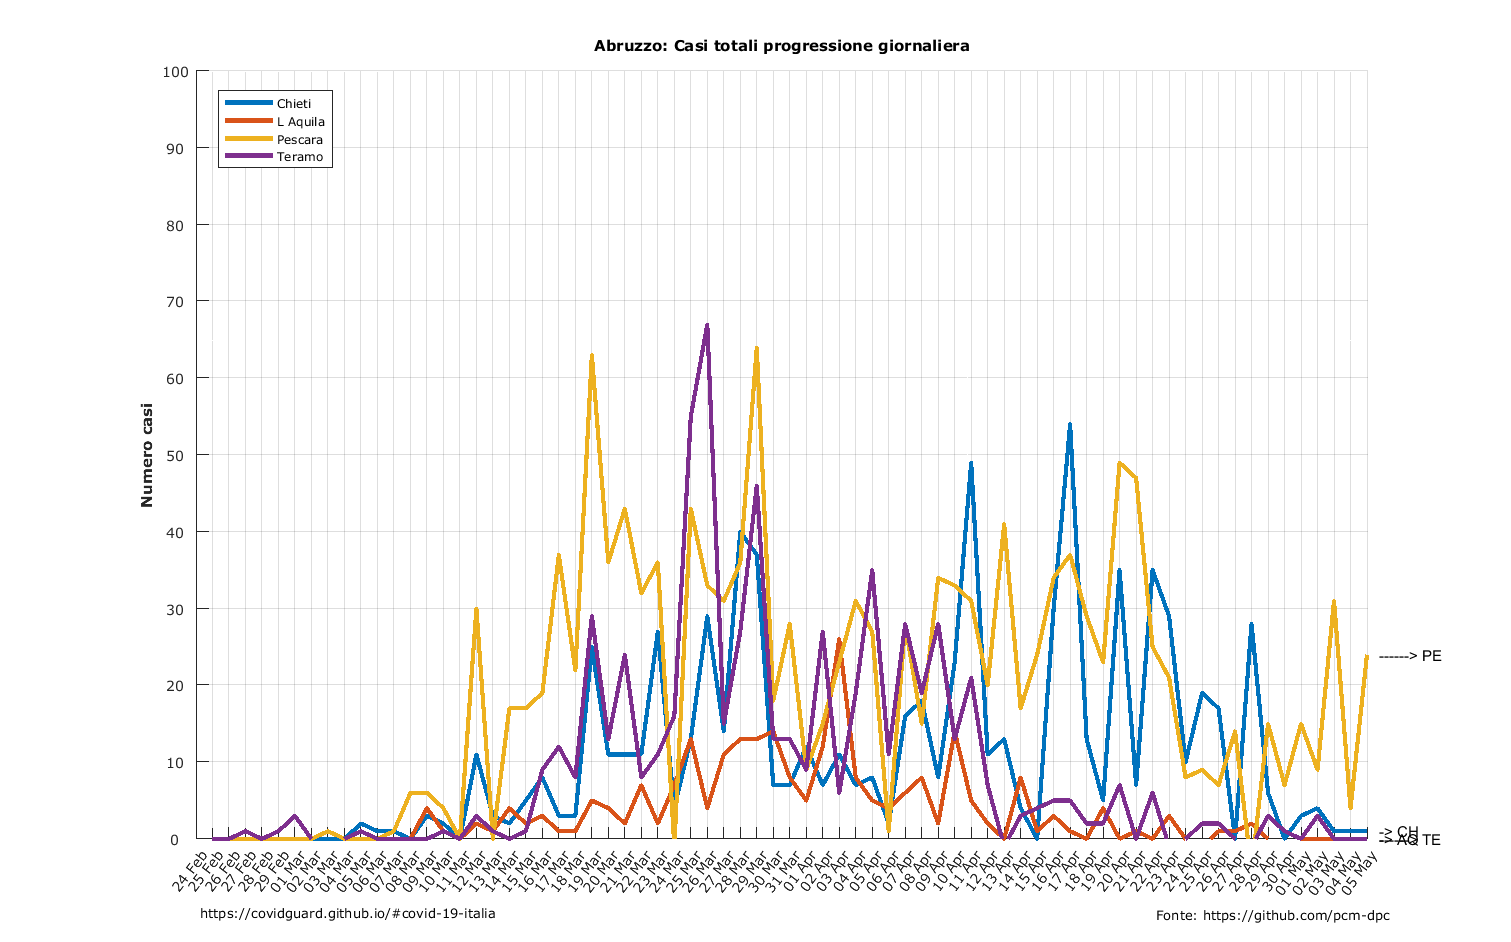 Abruzzo: Casi totali progressione giornaliera
Numero casi
100
90
80
70
60
50
40
30
20
10
0
Chieti
L Aquila
Pescara
Teramo
------> PE
-> CH
-> AQ TE
24 Feb
25 Feb
26 Feb
27 Feb
28 Feb
29 Feb
01 Mar
02 Mar
03 Mar
04 Mar
05 Mar
06 Mar
07 Mar
08 Mar
09 Mar
10 Mar
11 Mar
12 Mar
13 Mar
14 Mar
15 Mar
16 Mar
17 Mar
18 Mar
19 Mar
20 Mar
21 Mar
22 Mar
23 Mar
24 Mar
25 Mar
26 Mar
27 Mar
28 Mar
29 Mar
30 Mar
31 Mar
01 Apr
02 Apr
03 Apr
04 Apr
05 Apr
06 Apr
07 Apr
08 Apr
09 Apr
10 Apr
11 Apr
12 Apr
13 Apr
14 Apr
15 Apr
16 Apr
17 Apr
18 Apr
19 Apr
20 Apr
21 Apr
22 Apr
23 Apr
24 Apr
25 Apr
26 Apr
27 Apr
28 Apr
29 Apr
30 Apr
01 May
02 May
03 May
04 May
05 May
https://covidguard.github.io/#covid-19-italia
Fonte: https://github.com/pcm-dpc